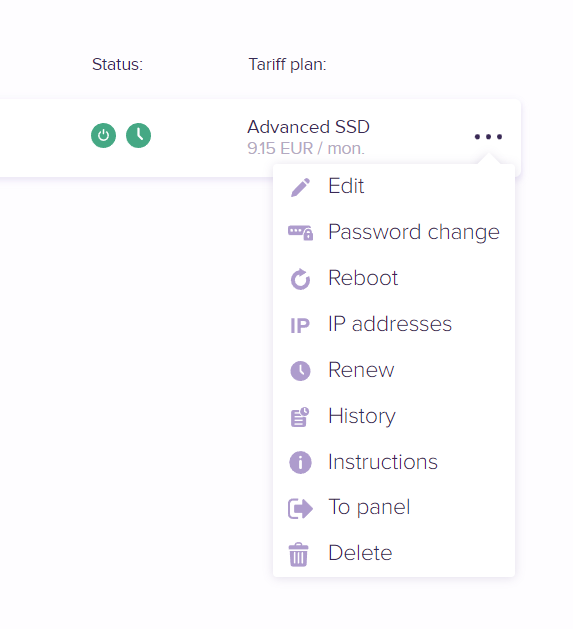 Status: Tariff plan:
Advanced SSD
9.15 EUR / mon.
Edit
Password change
Reboot
IP IP addresses
Renew
History
Instructions
To panel
Delete